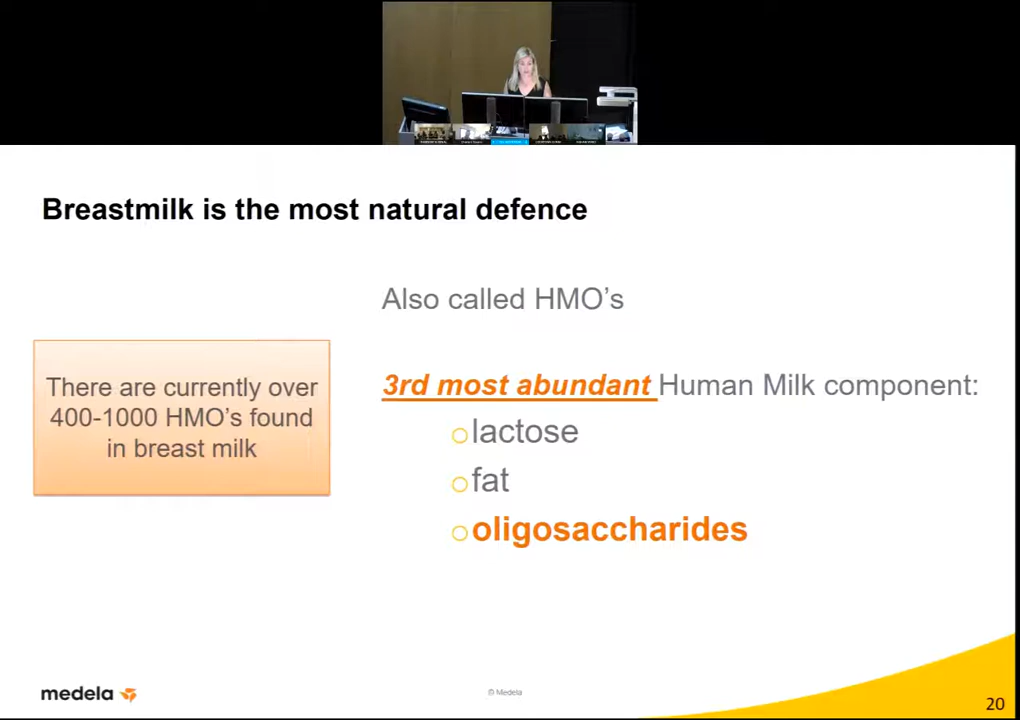 Breastmilk is the most natural defence
Also called HMO’s
There are currently over
400-1000 HMO’s found
in breast milk
3rd most abundant Human Milk component:
lactose
fat
oligosaccharides
medela
© Medela
20